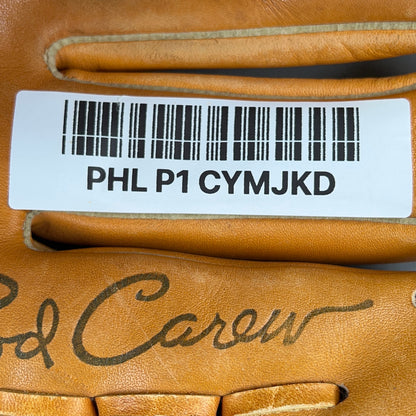 PHL P1 CYMJKD
Rod Carew